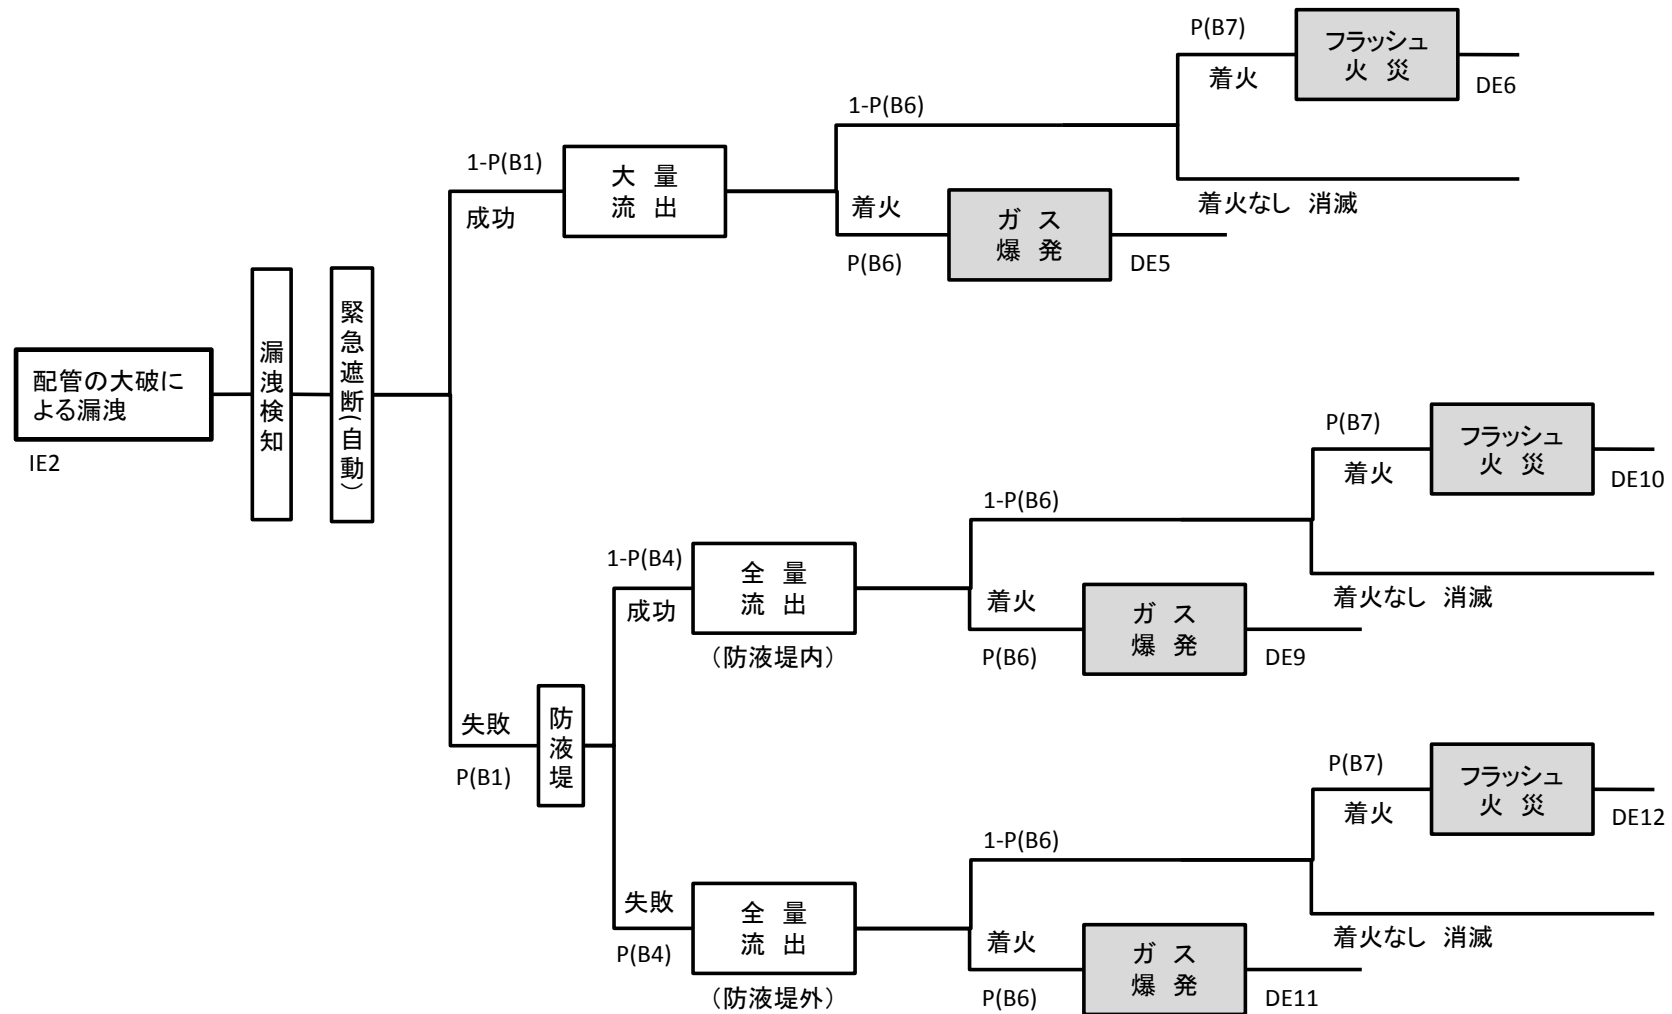 P(B7)
フラッシュ
火 災
着火
DE6
1-P(B6)
1-P(B1)
大 量
流 出
成功
着火
ガ ス
爆 発
P(B6)
DE5
着火なし 消滅
漏洩検知
緊急遮断(自動)
配管の大破に
よる漏洩
IE2
P(B7)
フラッシュ
火 災
着火
DE10
1-P(B6)
1-P(B4)
全 量
流 出
成功
(防液堤内)
着火
ガ ス
爆 発
P(B6)
DE9
着火なし 消滅
失敗
P(B1)
防液堤
P(B7)
フラッシュ
火 災
着火
DE12
1-P(B6)
失敗
全 量
流 出
P(B4)
(防液堤外)
着火
ガ ス
爆 発
P(B6)
DE11
着火なし 消滅